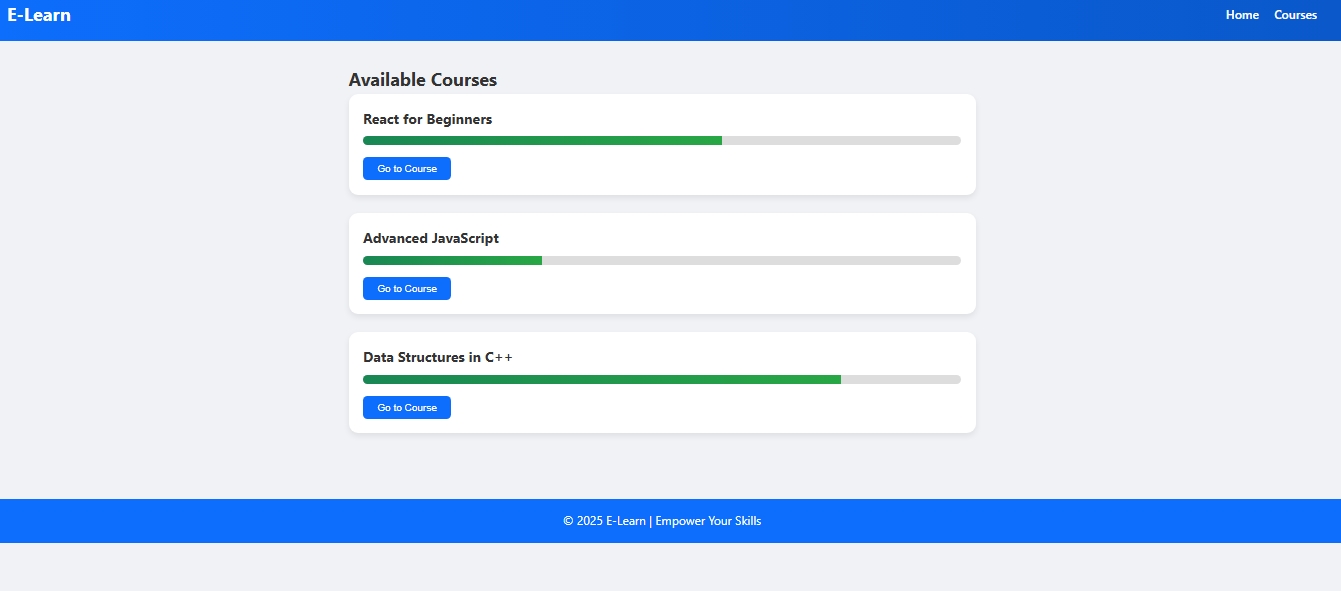 E-Learn
Home Courses
Available Courses
React for Beginners
Go to Course
Advanced JavaScript
Go to Course
Data Structures in C++
Go to Course
© 2025 E-Learn | Empower Your Skills